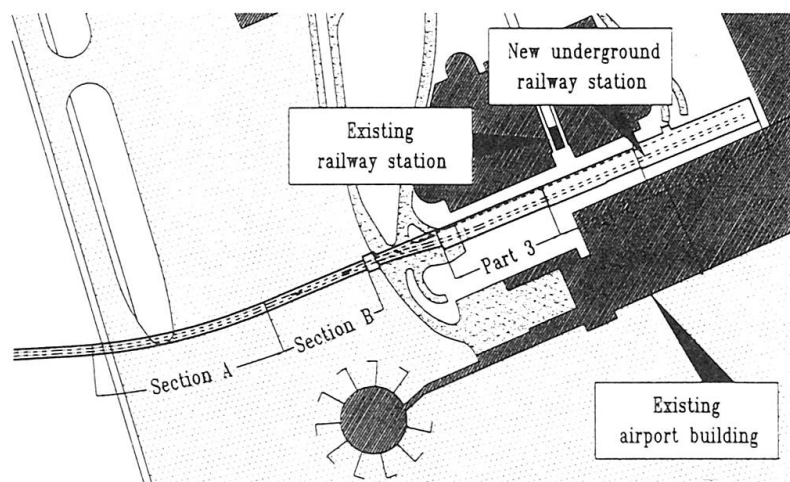 New underground
railway station
Existing
railway station
Part 3
Section B
Section A
Existing
airport building